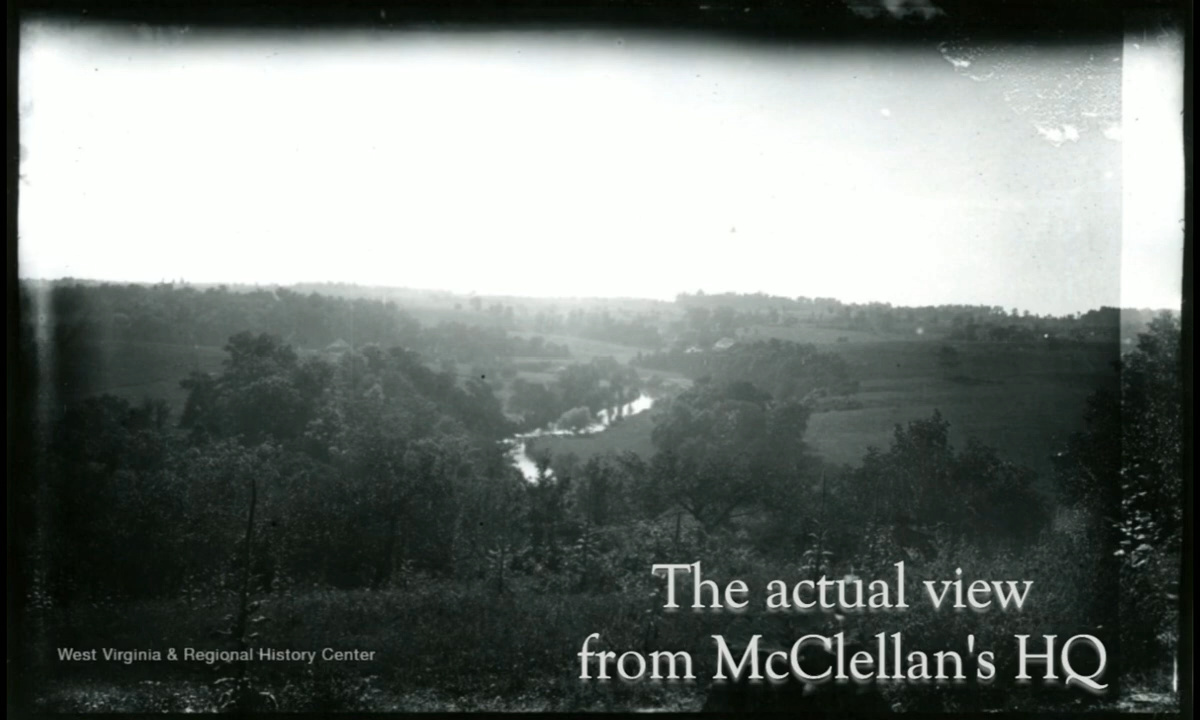 The actual view
from McClellan's HQ
West Virginia & Regional History Center